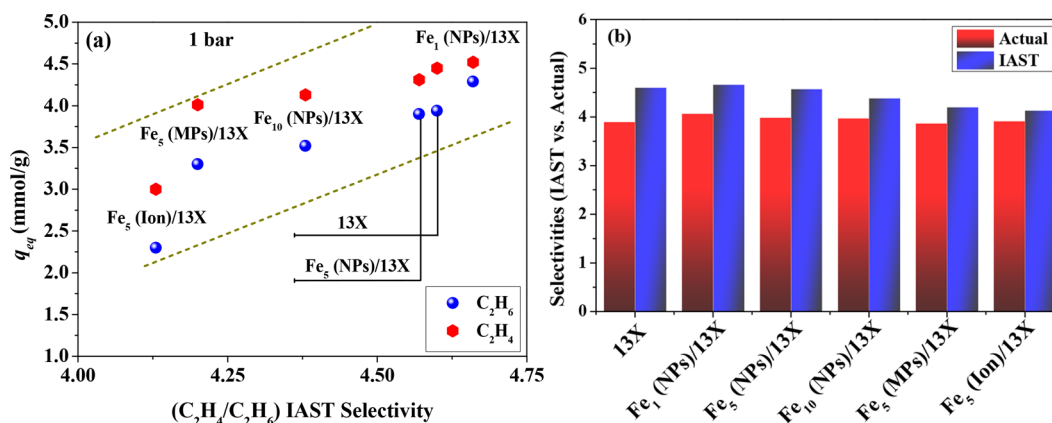 (a)
1 bar
Fe₁ (NPs)/13X
Fe₁₀ (NPs)/13X
Fe₅ (MPs)/13X
Fe₅ (Ion)/13X
13X
Fe₅ (NPs)/13X
C₂H₆
C₂H₄
q_eq (mmol/g)
5.0
4.5
4.0
3.5
3.0
2.5
2.0
1.5
1.0
4.00 4.25 4.50 4.75
(C₂H₄/C₂H₆) IAST Selectivity
(b)
Actual
IAST
Selectivities (IAST vs. Actual)
6
5
4
3
2
1
0
13X
Fe₁ (NPs)/13X
Fe₅ (NPs)/13X
Fe₁₀ (NPs)/13X
Fe₅ (MPs)/13X
Fe₅ (Ion)/13X